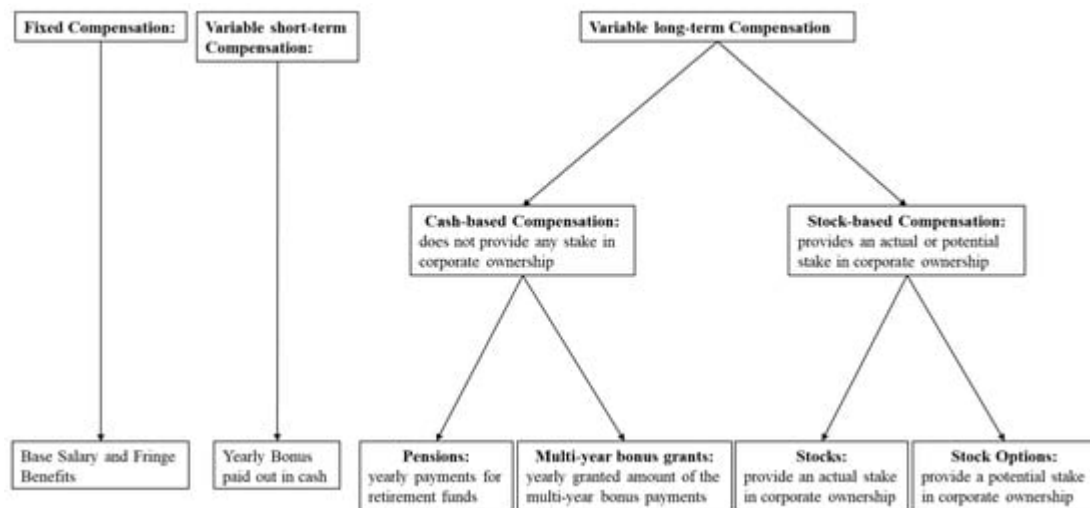 Fixed Compensation:
Variable short-term
Compensation:
Variable long-term Compensation
Cash-based Compensation:
does not provide any stake in
corporate ownership
Stock-based Compensation:
provides an actual or potential
stake in corporate ownership
Base Salary and Fringe
Benefits
Yearly Bonus
paid out in cash
Pensions:
yearly payments for
retirement funds
Multi-year bonus grants:
yearly granted amount of the
multi-year bonus payments
Stocks:
provide an actual stake
in corporate ownership
Stock Options:
provide a potential stake
in corporate ownership